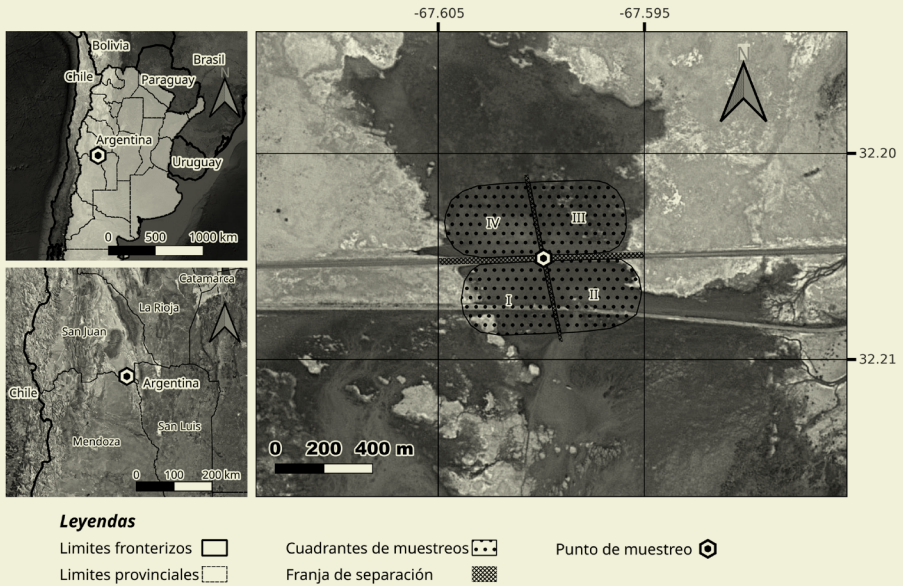 -67.605
-67.595
Bolivia
Brasil
Chile
Paraguay
N
Argentina
Uruguay
0 500 1000 km
N
32.20
IV
III
I
II
32.21
0 200 400 m
Catamarca
La Rioja
San Juan
Argentina
Chile
San Luis
Mendoza
0 100 200 km
Leyendas
Limites fronterizos
Limites provinciales
Cuadrantes de muestreos
Franja de separación
Punto de muestreo